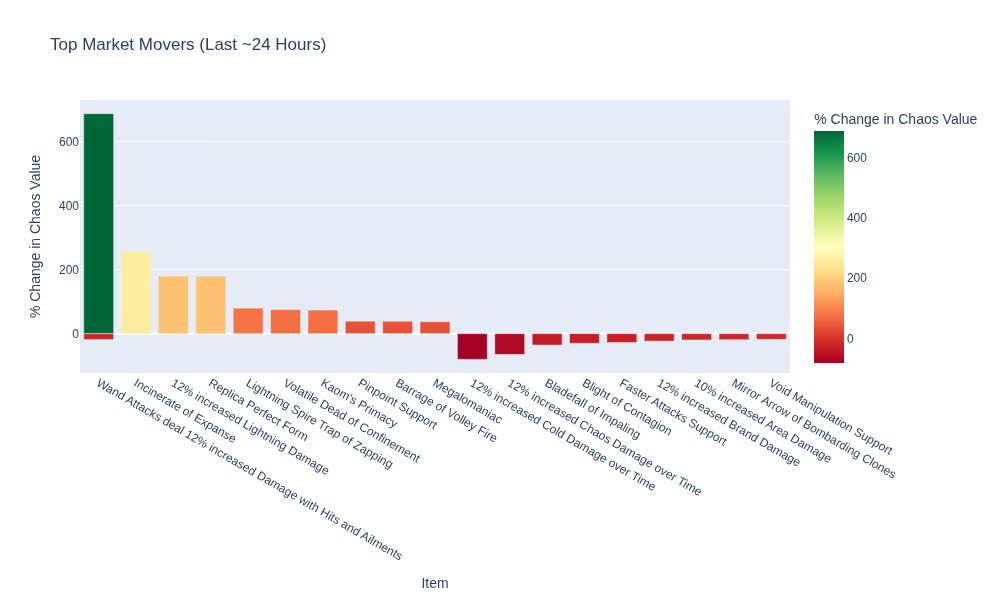 Top Market Movers (Last ~24 Hours)
% Change in Chaos Value
600
400
200
0
Wand Attacks deal 12% increased Damage with Hits and Ailments
Incinerate of Expanse
12% increased Lightning Damage
Replica Perfect Form
Lightning Spire Trap of Zapping
Volatile Dead of Confinement
Kaom's Primacy
Pinpoint Support
Barrage of Volley Fire
Megalomaniac
12% increased Cold Damage over Time
12% increased Chaos Damage over Time
Bladefall of Impaling
Blight of Contagion
Faster Attacks Support
12% increased Brand Damage
10% increased Area Damage
Mirror Arrow of Bombarding Clones
Void Manipulation Support
Item
% Change in Chaos Value
600
400
200
0